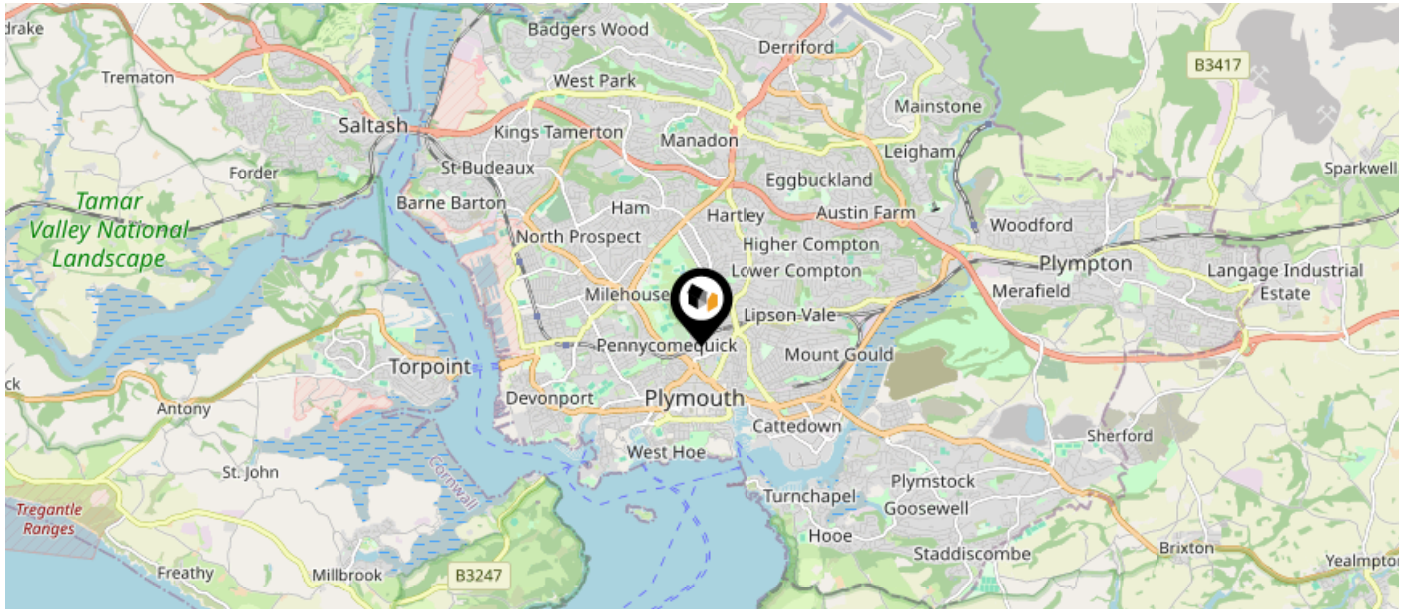 drake
Badgers Wood
Derriford
Trematon
West Park
B3417
Mainstone
Saltash
Kings Tamerton
Manadon
Leigham
St Budeaux
Sparkwell
Forder
Eggbuckland
Tamar
Valley National
Landscape
Barne Barton
Ham
Hartley
Austin Farm
Woodford
North Prospect
Higher Compton
Lower Compton
Plympton
Langage Industrial
Estate
Milehouse
Merafield
Lipson Vale
Pennycomequick
Mount Gould
Torpoint
ck
Antony
Devonport
Plymouth
Cattedown
Sherford
West Hoe
St. John
Cornwall
Plymstock
Turnchapel
Goosewell
Tregantle
Ranges
Hooe
Staddiscombe
Brixton
Yealmpto
Freathy
Millbrook
B3247